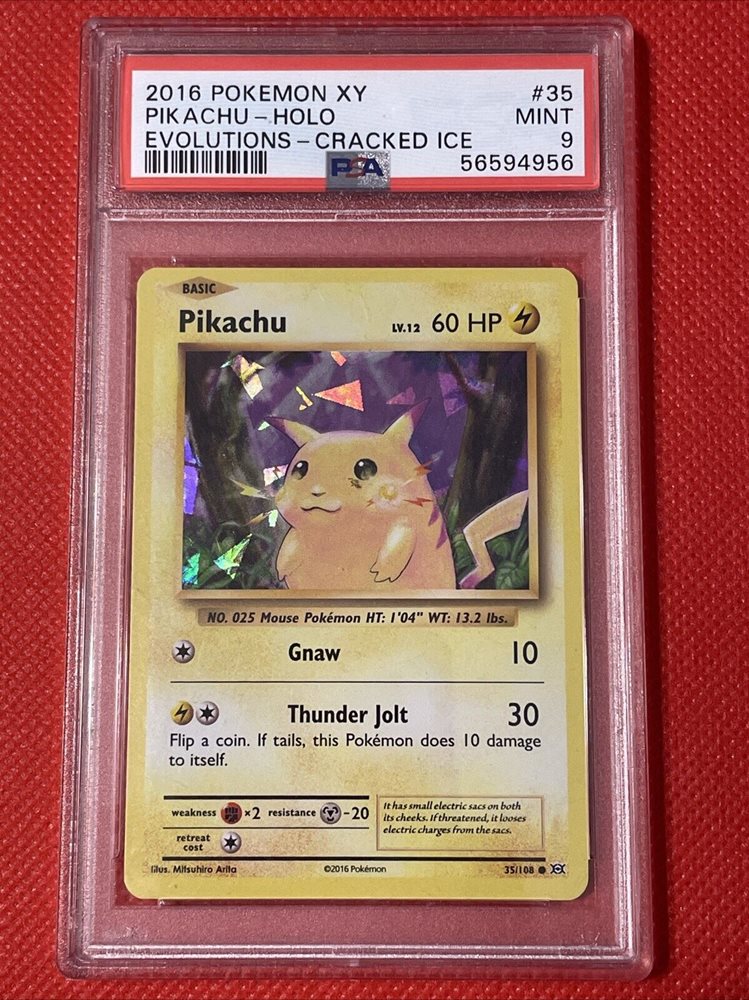 2016 POKEMON XY #35
PIKACHU-HOLO MINT
EVOLUTIONS-CRACKED ICE 9
PSA 56594956
BASIC
Pikachu LV.12 60 HP
NO. 025 Mouse Pokémon HT: 1'04" WT: 13.2 lbs.
Gnaw 10
Thunder Jolt 30
Flip a coin. If tails, this Pokémon does 10 damage
to itself.
weakness ×2 resistance -20
retreat
cost
It has small electric sacs on both
its cheeks. If threatened, it looses
electric charges from the sacs.
Illus. Mitsuhiro Arita ©2016 Pokémon 35/108